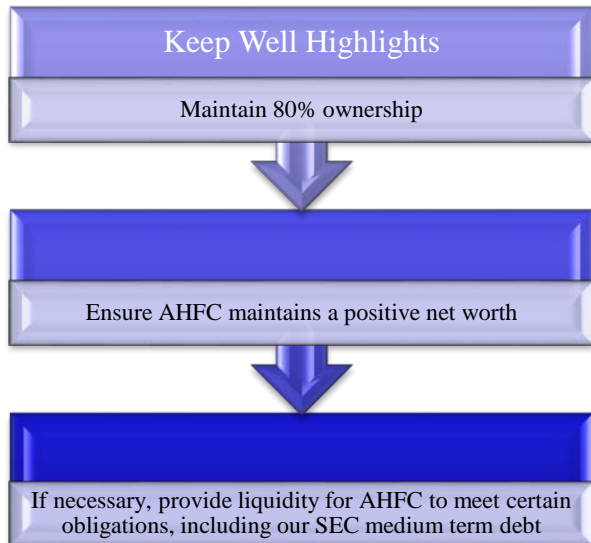 Keep Well Highlights
Maintain 80% ownership
Ensure AHFC maintains a positive net worth
If necessary, provide liquidity for AHFC to meet certain
obligations, including our SEC medium term debt